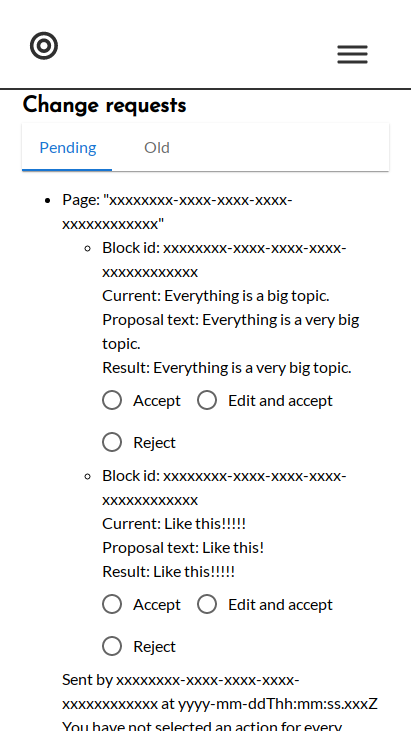 Change requests
Pending Old
Page: "xxxxxxxx-xxxx-xxxx-xxxx-
xxxxxxxxxxxx"
Block id: xxxxxxxx-xxxx-xxxx-xxxx-
xxxxxxxxxxxx
Current: Everything is a big topic.
Proposal text: Everything is a very big
topic.
Result: Everything is a very big topic.
Accept Edit and accept
Reject
Block id: xxxxxxxx-xxxx-xxxx-xxxx-
xxxxxxxxxxxx
Current: Like this!!!!!
Proposal text: Like this!
Result: Like this!!!!!
Accept Edit and accept
Reject
Sent by xxxxxxxx-xxxx-xxxx-xxxx-
xxxxxxxxxxxx at yyyy-mm-ddThh:mm:ss.xxxZ
You have not selected an action for every